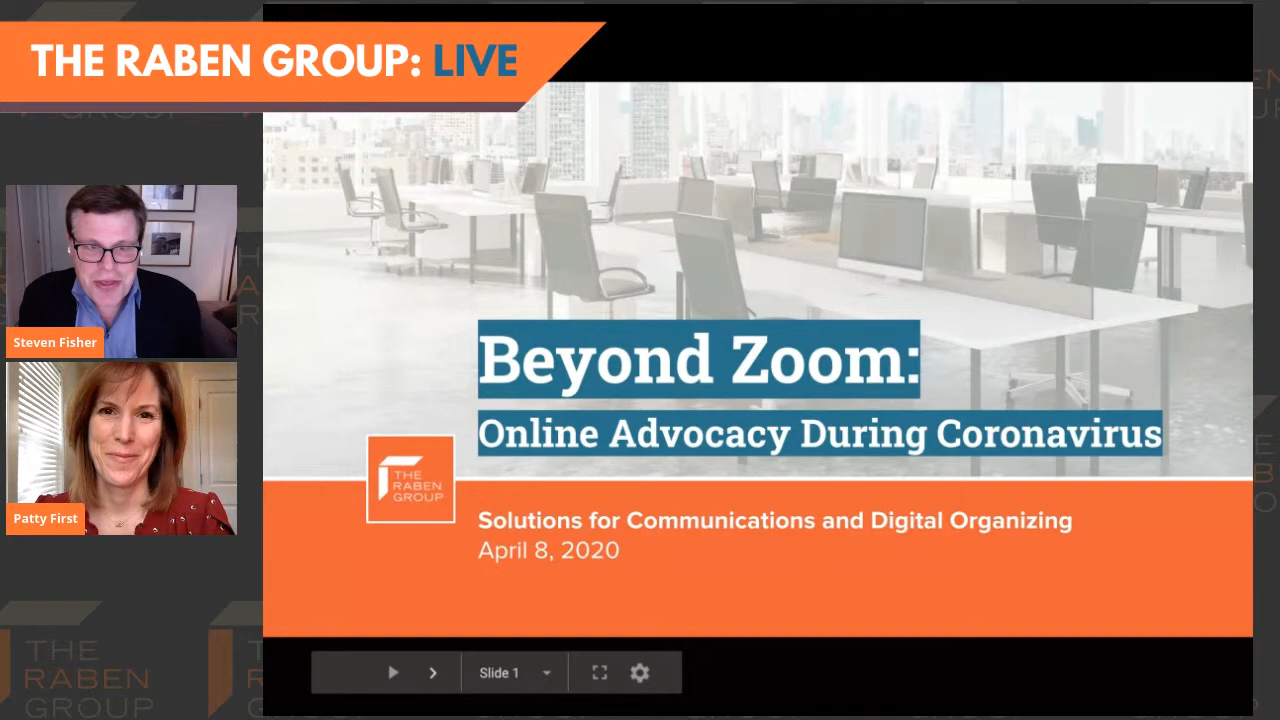 THE RABEN GROUP: LIVE
Steven Fisher
Patty First
Beyond Zoom:
Online Advocacy During Coronavirus
THE
RABEN
GROUP
Solutions for Communications and Digital Organizing
April 8, 2020
Slide 1
THE
RABEN
GROUP